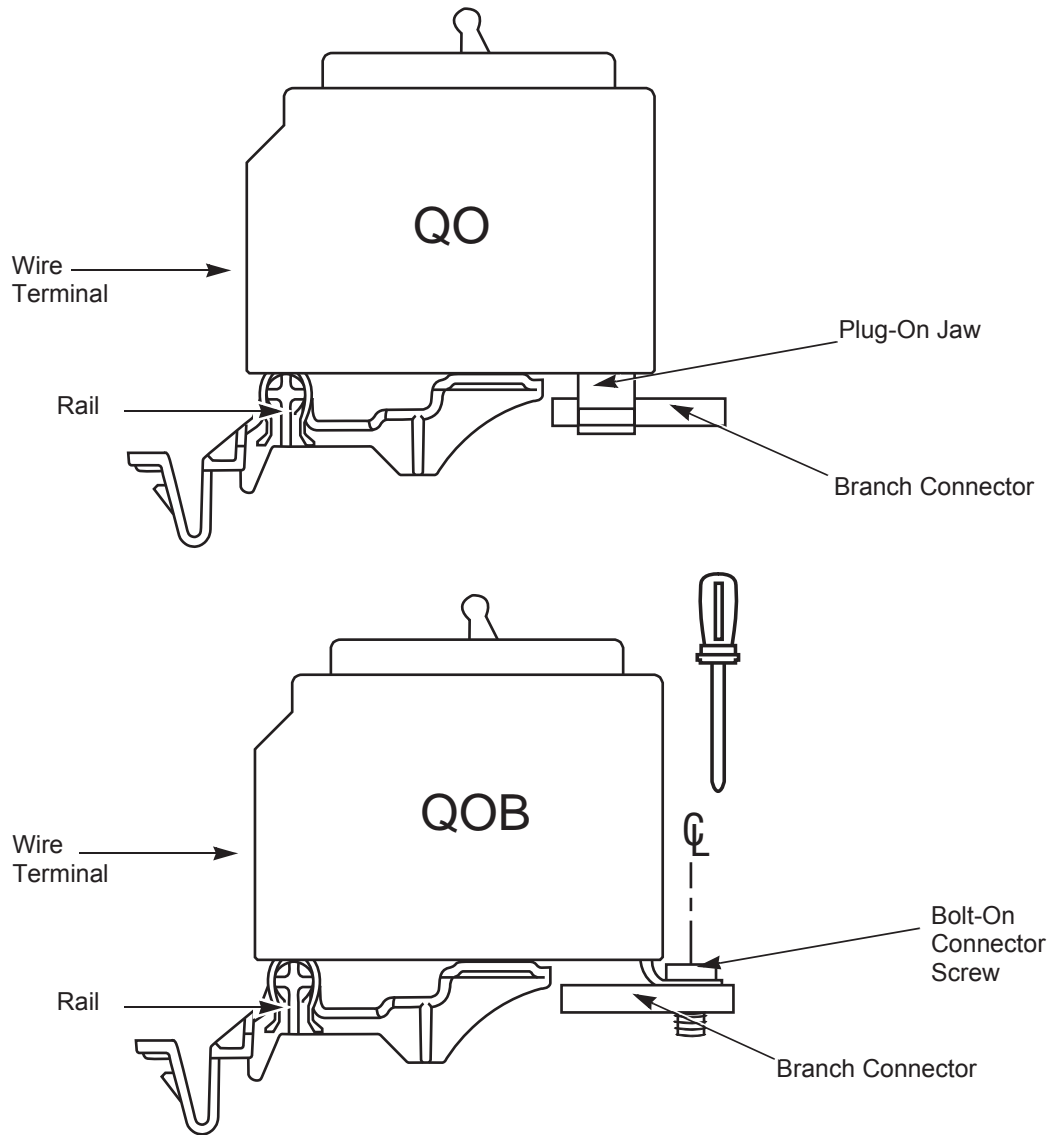 QO
Wire
Terminal
Plug-On Jaw
Rail
Branch Connector
QOB
Wire
Terminal
℄
Bolt-On
Connector
Screw
Rail
Branch Connector